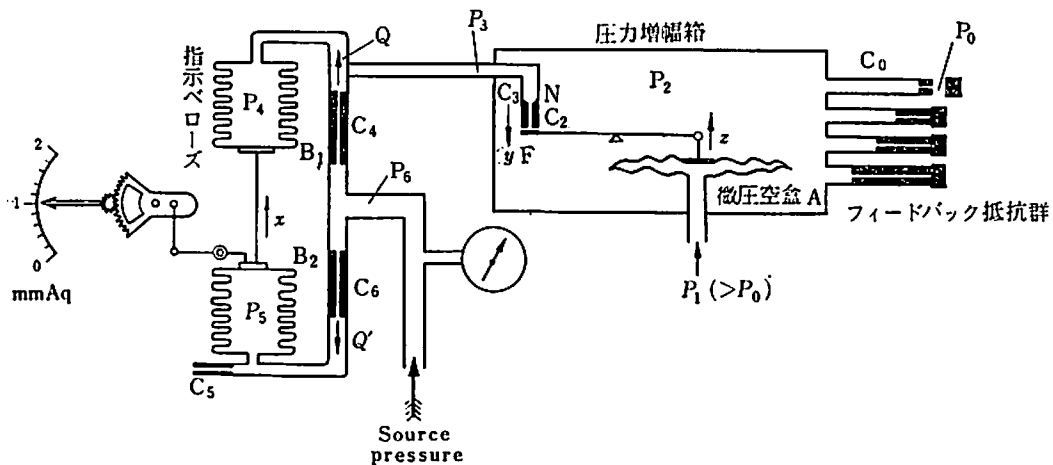 指示ベローズ
P₄
Q
P₃
圧力増幅箱
P₂
C₀
P₀
C₃
N
C₂
C₄
B₁
y
F
z
微圧空盒 A
フィードバック抵抗群
P₁ (>P₀)
2
1
0
mmAq
x
P₆
B₂
C₆
P₅
Q'
C₅
Source
pressure